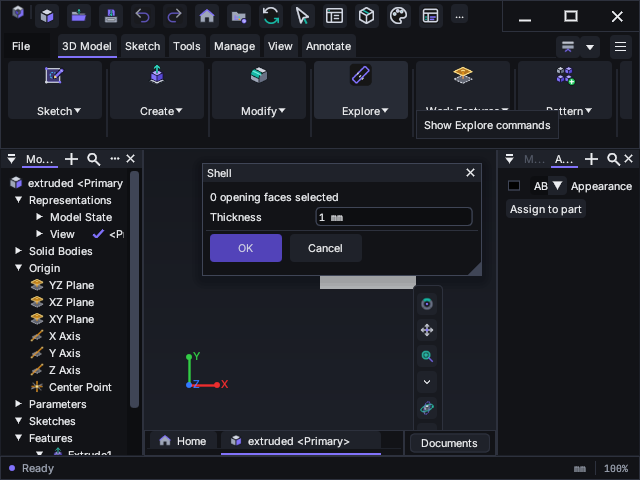 File
3D Model
Sketch
Tools
Manage
View
Annotate
Sketch
Create
Modify
Explore
Work Features
Pattern
Show Explore commands
Mo...
M...
A...
extruded <Primary
Representations
Model State
View
Solid Bodies
Origin
YZ Plane
XZ Plane
XY Plane
X Axis
Y Axis
Z Axis
Center Point
Parameters
Sketches
Features
Extrude1
Shell
0 opening faces selected
Thickness
1 mm
OK
Cancel
Y
Z
X
AB
Appearance
Assign to part
Home
extruded <Primary>
Documents
Ready
mm
100%